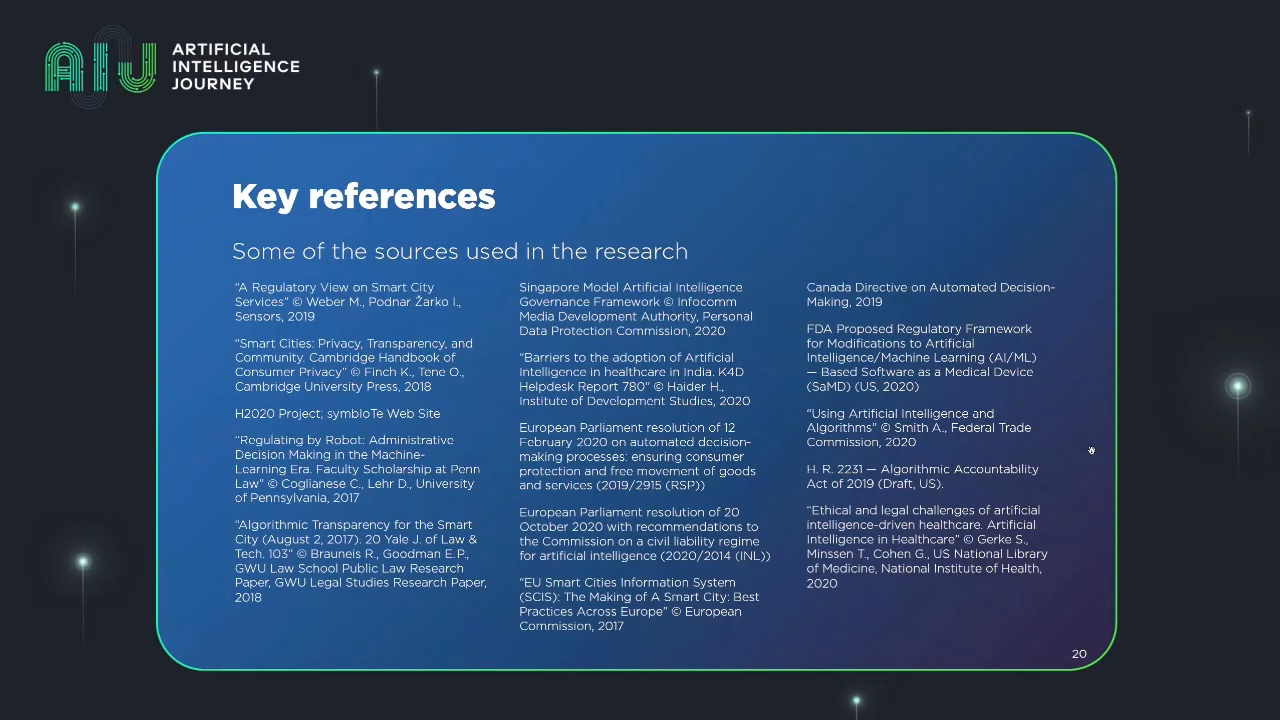 AIJ
ARTIFICIAL
INTELLIGENCE
JOURNEY
Key references
Some of the sources used in the research
“A Regulatory View on Smart City
Services” © Weber M., Podnar Žarko I.,
Sensors, 2019
“Smart Cities: Privacy, Transparency, and
Community. Cambridge Handbook of
Consumer Privacy” © Finch K., Tene O.,
Cambridge University Press, 2018
H2020 Project; symbIoTe Web Site
“Regulating by Robot: Administrative
Decision Making in the Machine-
Learning Era. Faculty Scholarship at Penn
Law” © Coglianese C., Lehr D., University
of Pennsylvania, 2017
“Algorithmic Transparency for the Smart
City (August 2, 2017). 20 Yale J. of Law &
Tech. 103” © Brauneis R., Goodman E.P.,
GWU Law School Public Law Research
Paper, GWU Legal Studies Research Paper,
2018
Singapore Model Artificial Intelligence
Governance Framework © Infocomm
Media Development Authority, Personal
Data Protection Commission, 2020
“Barriers to the adoption of Artificial
Intelligence in healthcare in India. K4D
Helpdesk Report 780” © Haider H.,
Institute of Development Studies, 2020
European Parliament resolution of 12
February 2020 on automated decision-
making processes: ensuring consumer
protection and free movement of goods
and services (2019/2915 (RSP))
European Parliament resolution of 20
October 2020 with recommendations to
the Commission on a civil liability regime
for artificial intelligence (2020/2014 (INL))
“EU Smart Cities Information System
(SCIS): The Making of A Smart City: Best
Practices Across Europe” © European
Commission, 2017
Canada Directive on Automated Decision-
Making, 2019
FDA Proposed Regulatory Framework
for Modifications to Artificial
Intelligence/Machine Learning (AI/ML)
— Based Software as a Medical Device
(SaMD) (US, 2020)
“Using Artificial Intelligence and
Algorithms” © Smith A., Federal Trade
Commission, 2020
H. R. 2231 — Algorithmic Accountability
Act of 2019 (Draft, US).
“Ethical and legal challenges of artificial
intelligence-driven healthcare. Artificial
Intelligence in Healthcare” © Gerke S.,
Minssen T., Cohen G., US National Library
of Medicine, National Institute of Health,
2020
20